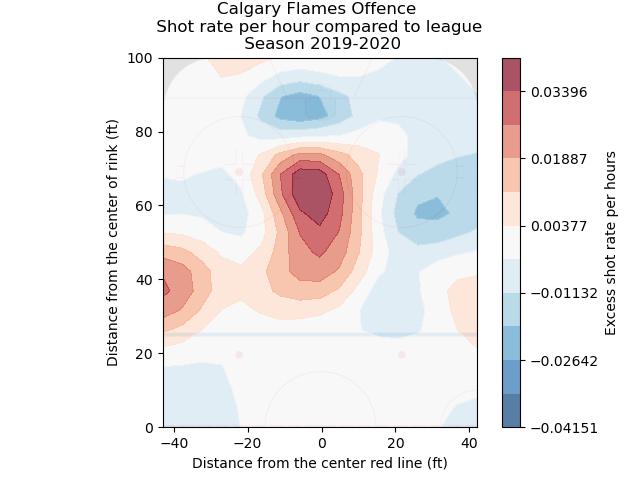 Calgary Flames Offence
Shot rate per hour compared to league
Season 2019-2020
100
80
60
40
20
0
Distance from the center of rink (ft)
−40
−20
0
20
40
Distance from the center red line (ft)
0.03396
0.01887
0.00377
−0.01132
−0.02642
−0.04151
Excess shot rate per hours